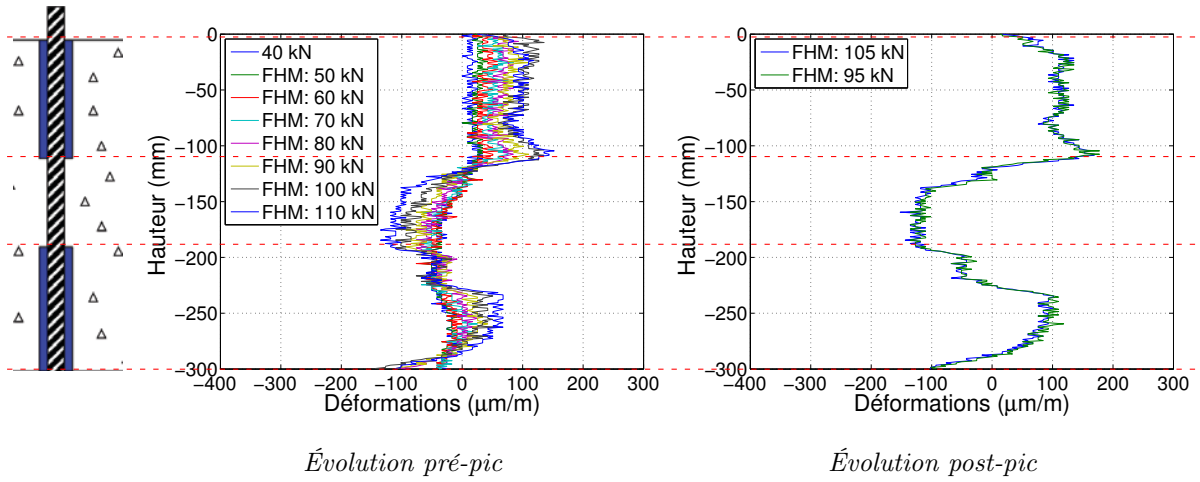 0
−50
−100
−150
−200
−250
−300
Hauteur (mm)
40 kN
FHM: 50 kN
FHM: 60 kN
FHM: 70 kN
FHM: 80 kN
FHM: 90 kN
FHM: 100 kN
FHM: 110 kN
−400 −300 −200 −100 0 100 200 300
Déformations (μm/m)
Évolution pré-pic
0
−50
−100
−150
−200
−250
−300
Hauteur (mm)
FHM: 105 kN
FHM: 95 kN
−400 −300 −200 −100 0 100 200 300
Déformations (μm/m)
Évolution post-pic